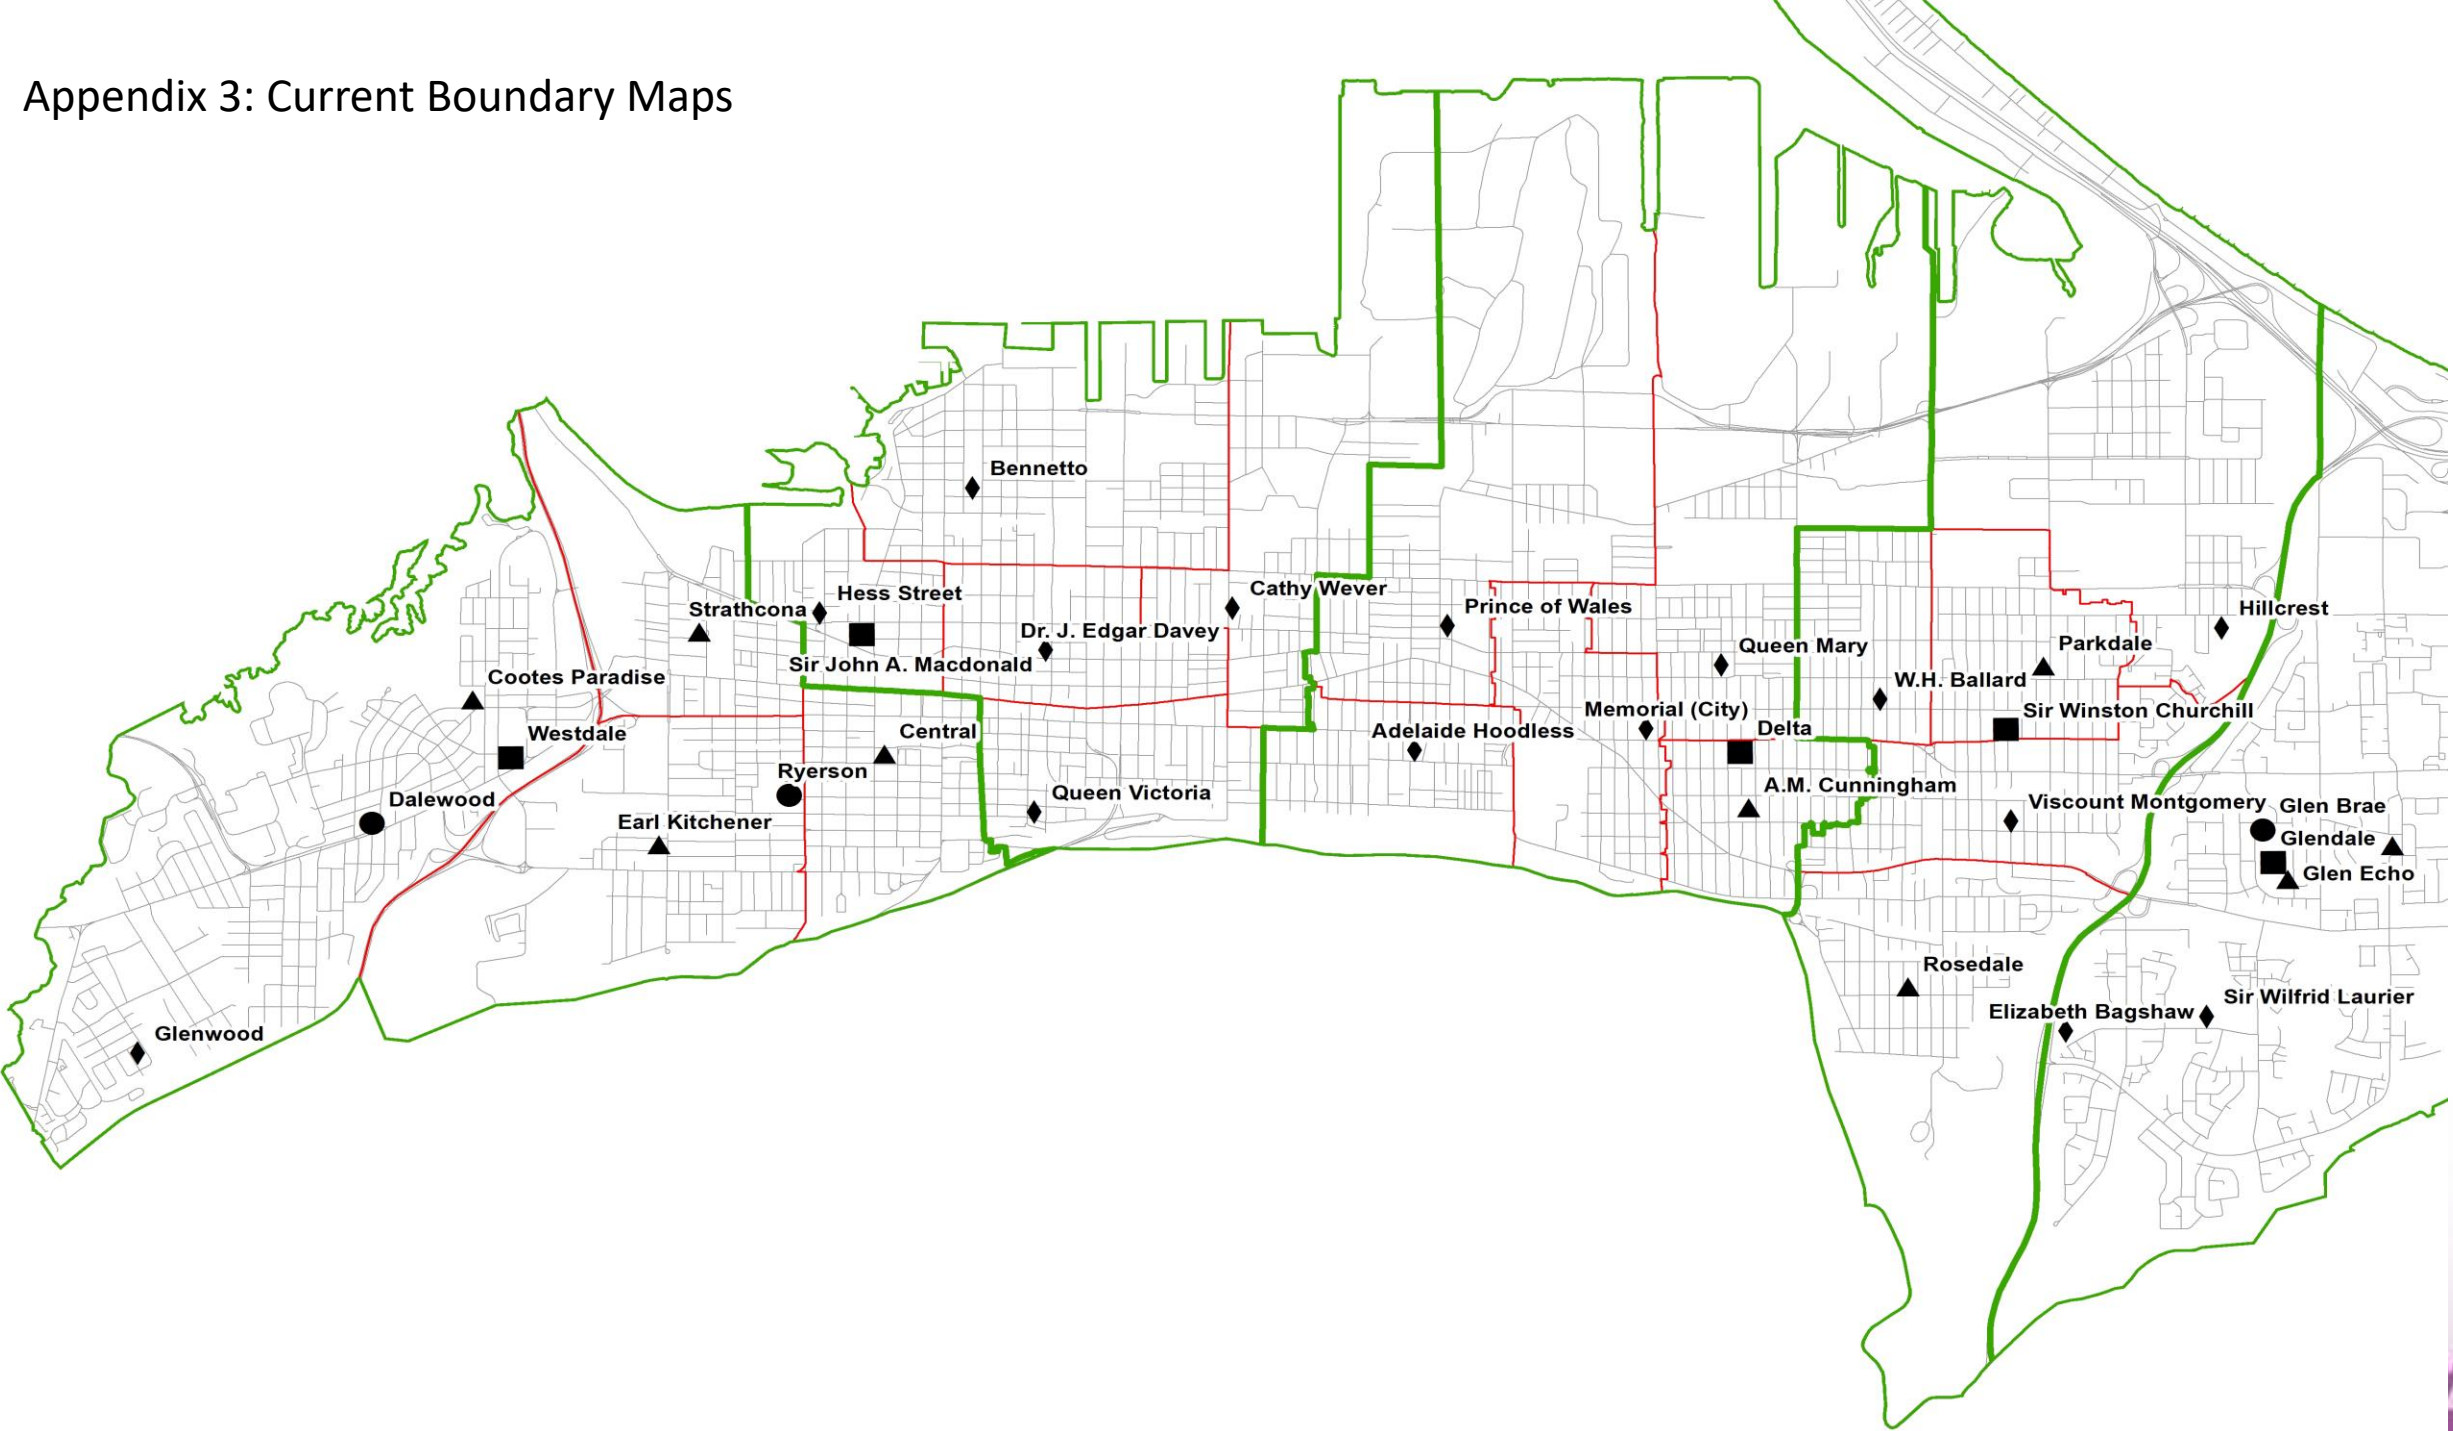 Appendix 3: Current Boundary Maps
Bennetto
Cathy Wever
Hess Street
Strathcona
Prince of Wales
Hillcrest
Dr. J. Edgar Davey
Queen Mary
Parkdale
Sir John A. Macdonald
Cootes Paradise
W.H. Ballard
Memorial (City)
Sir Winston Churchill
Westdale
Central
Adelaide Hoodless
Delta
Ryerson
A.M. Cunningham
Dalewood
Queen Victoria
Viscount Montgomery
Glen Brae
Earl Kitchener
Glendale
Glen Echo
Rosedale
Sir Wilfrid Laurier
Elizabeth Bagshaw
Glenwood